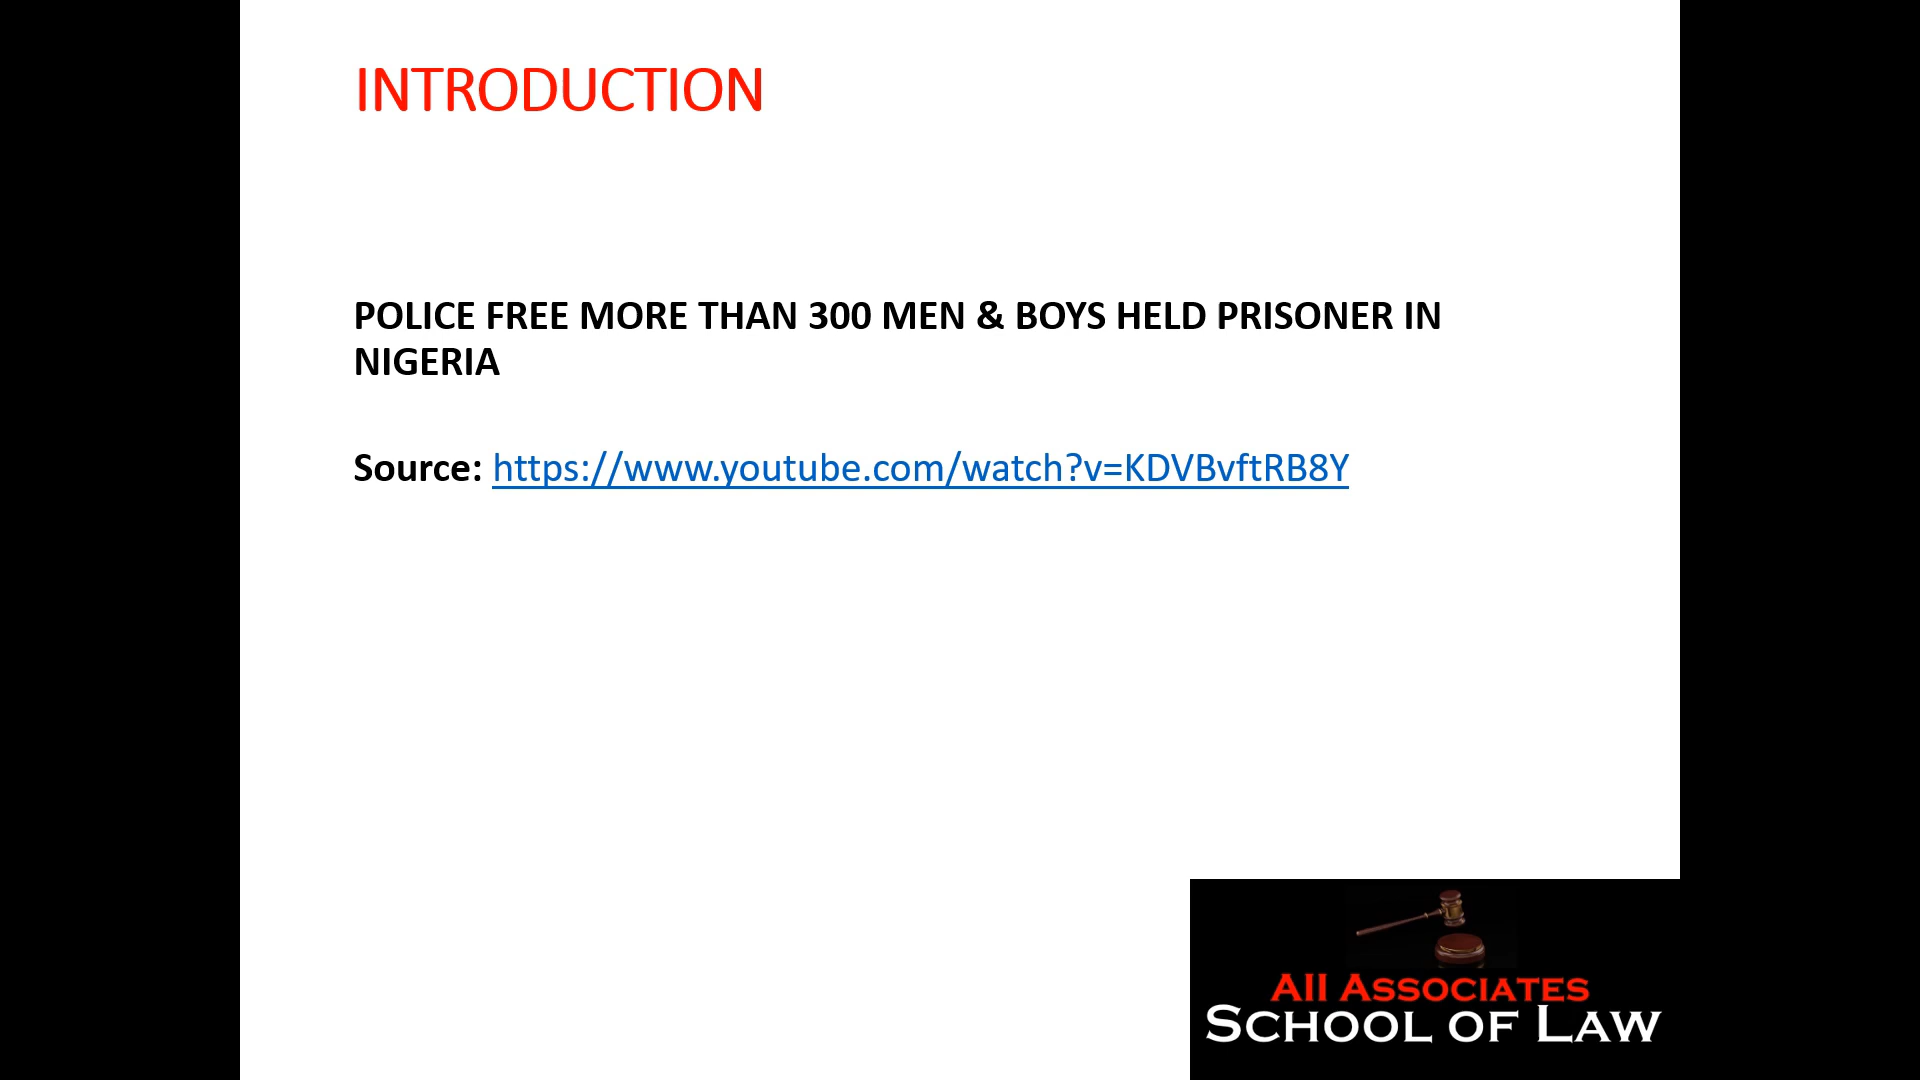 INTRODUCTION
POLICE FREE MORE THAN 300 MEN & BOYS HELD PRISONER IN
NIGERIA
Source: https://www.youtube.com/watch?v=KDVBvftRB8Y
AII ASSOCIATES
SCHOOL OF LAW